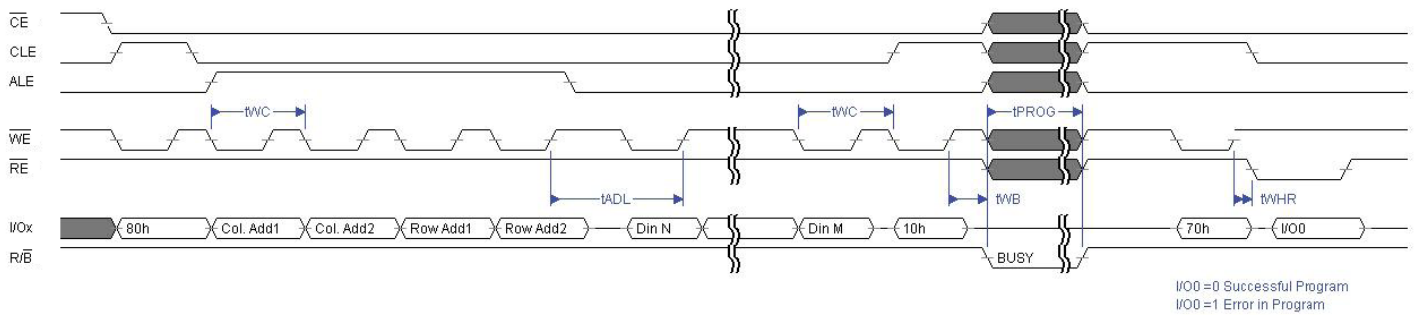 CE
CLE
ALE
tWC
tWC
tPROG
WE
RE
tADL
tWB
tWHR
I/Ox
80h
Col. Add1
Col. Add2
Row Add1
Row Add2
Din N
Din M
10h
70h
I/O0
R/B
BUSY
I/O0 =0 Successful Program
I/O0 =1 Error in Program